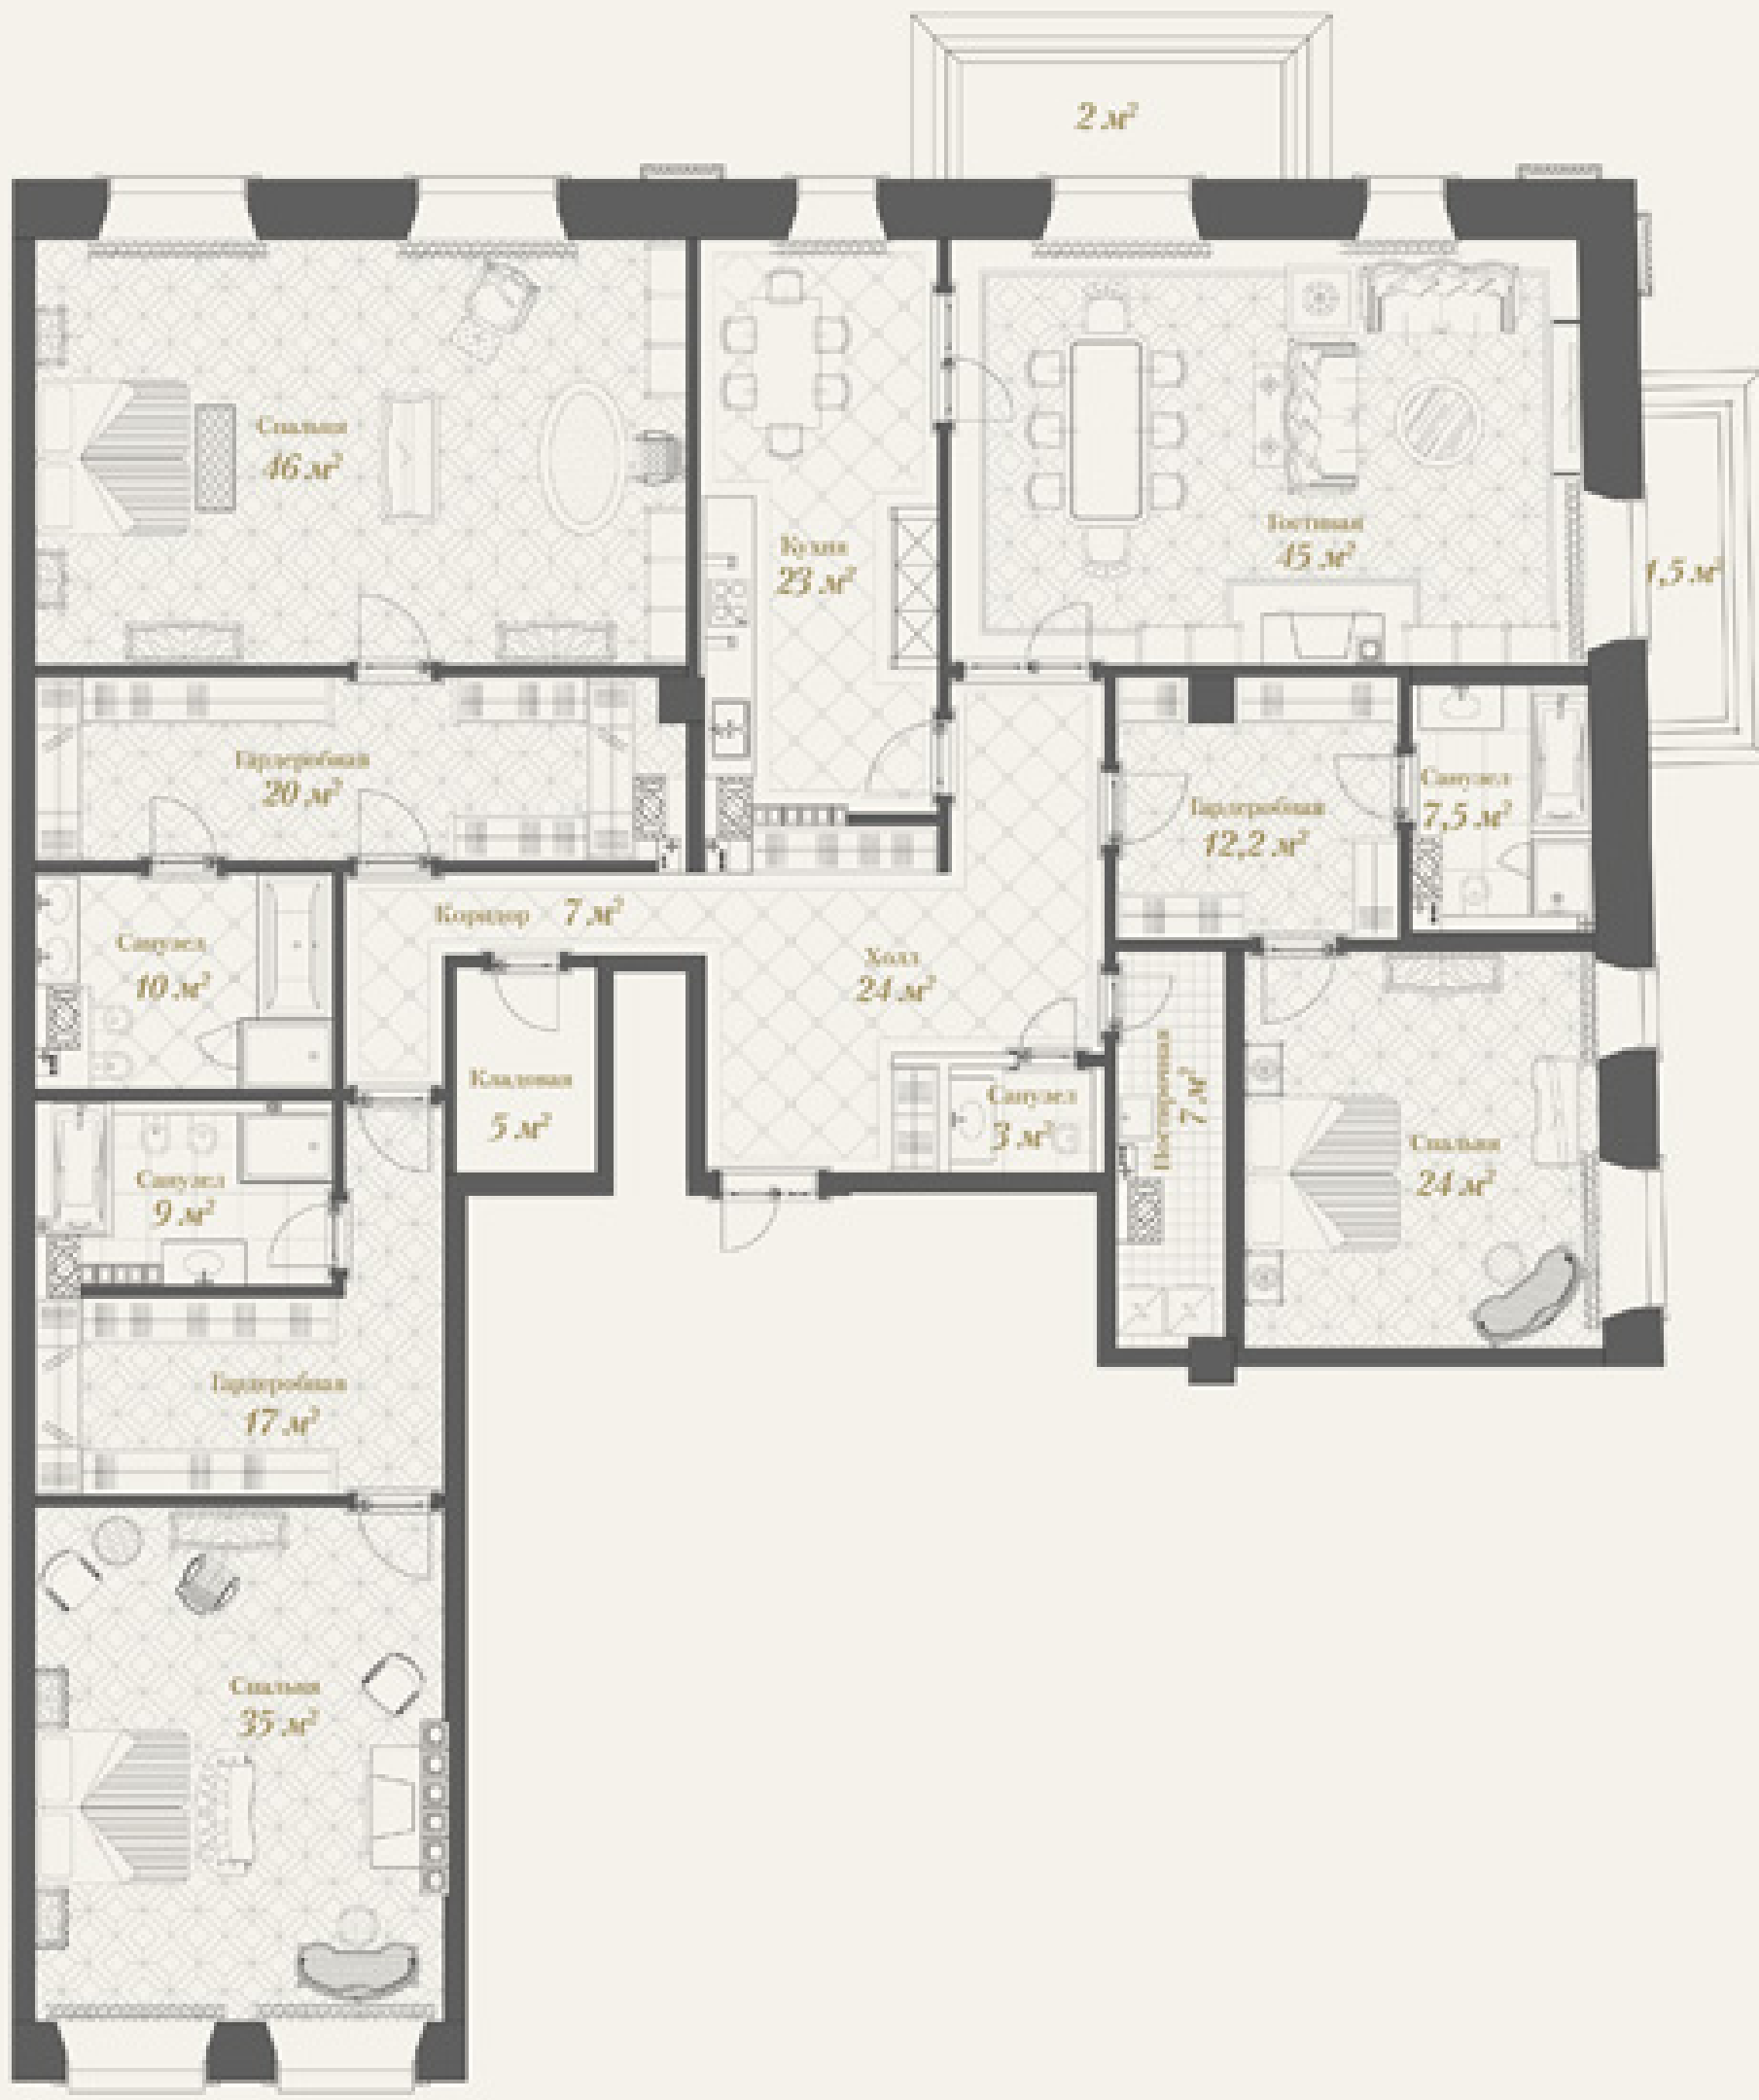 2 м²
Спальня
46 м²
Кухня
23 м²
Гостиная
45 м²
1,5 м²
Гардеробная
20 м²
Гардеробная
12,2 м²
Санузел
7,5 м²
Коридор 7 м²
Санузел
10 м²
Холл
24 м²
Кладовая
5 м²
Санузел
3 м²
Постирочная
7 м²
Спальня
24 м²
Санузел
9 м²
Гардеробная
17 м²
Спальня
35 м²